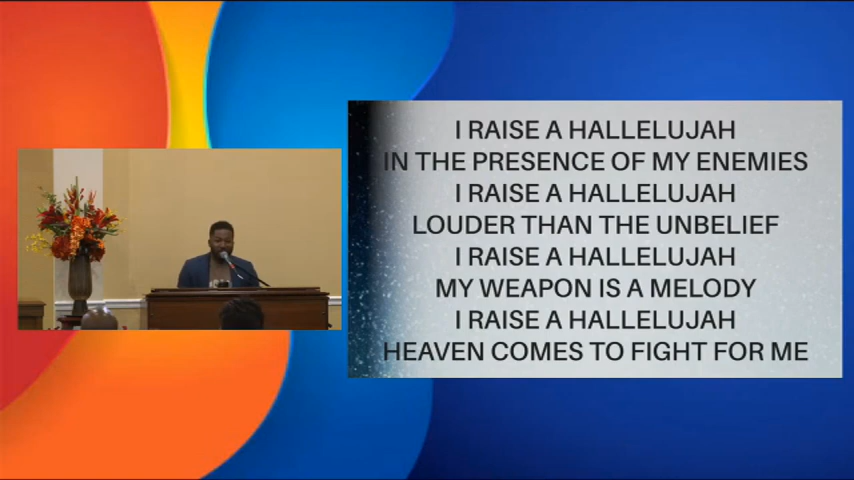 I RAISE A HALLELUJAH
IN THE PRESENCE OF MY ENEMIES
I RAISE A HALLELUJAH
LOUDER THAN THE UNBELIEF
I RAISE A HALLELUJAH
MY WEAPON IS A MELODY
I RAISE A HALLELUJAH
HEAVEN COMES TO FIGHT FOR ME